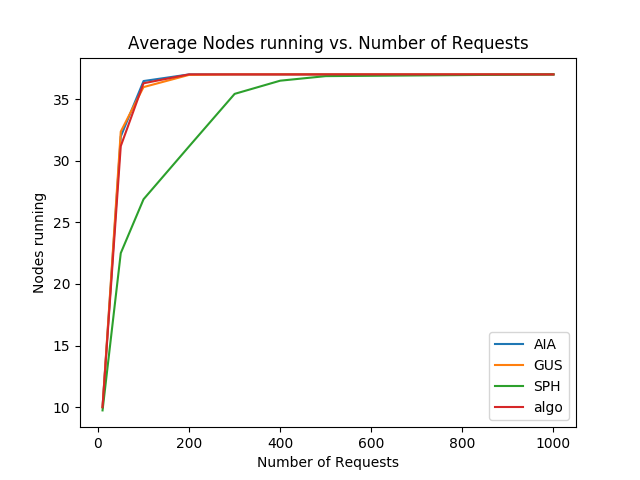 Average Nodes running vs. Number of Requests
Nodes running
35
30
25
20
15
10
0 200 400 600 800 1000
Number of Requests
AIA
GUS
SPH
algo